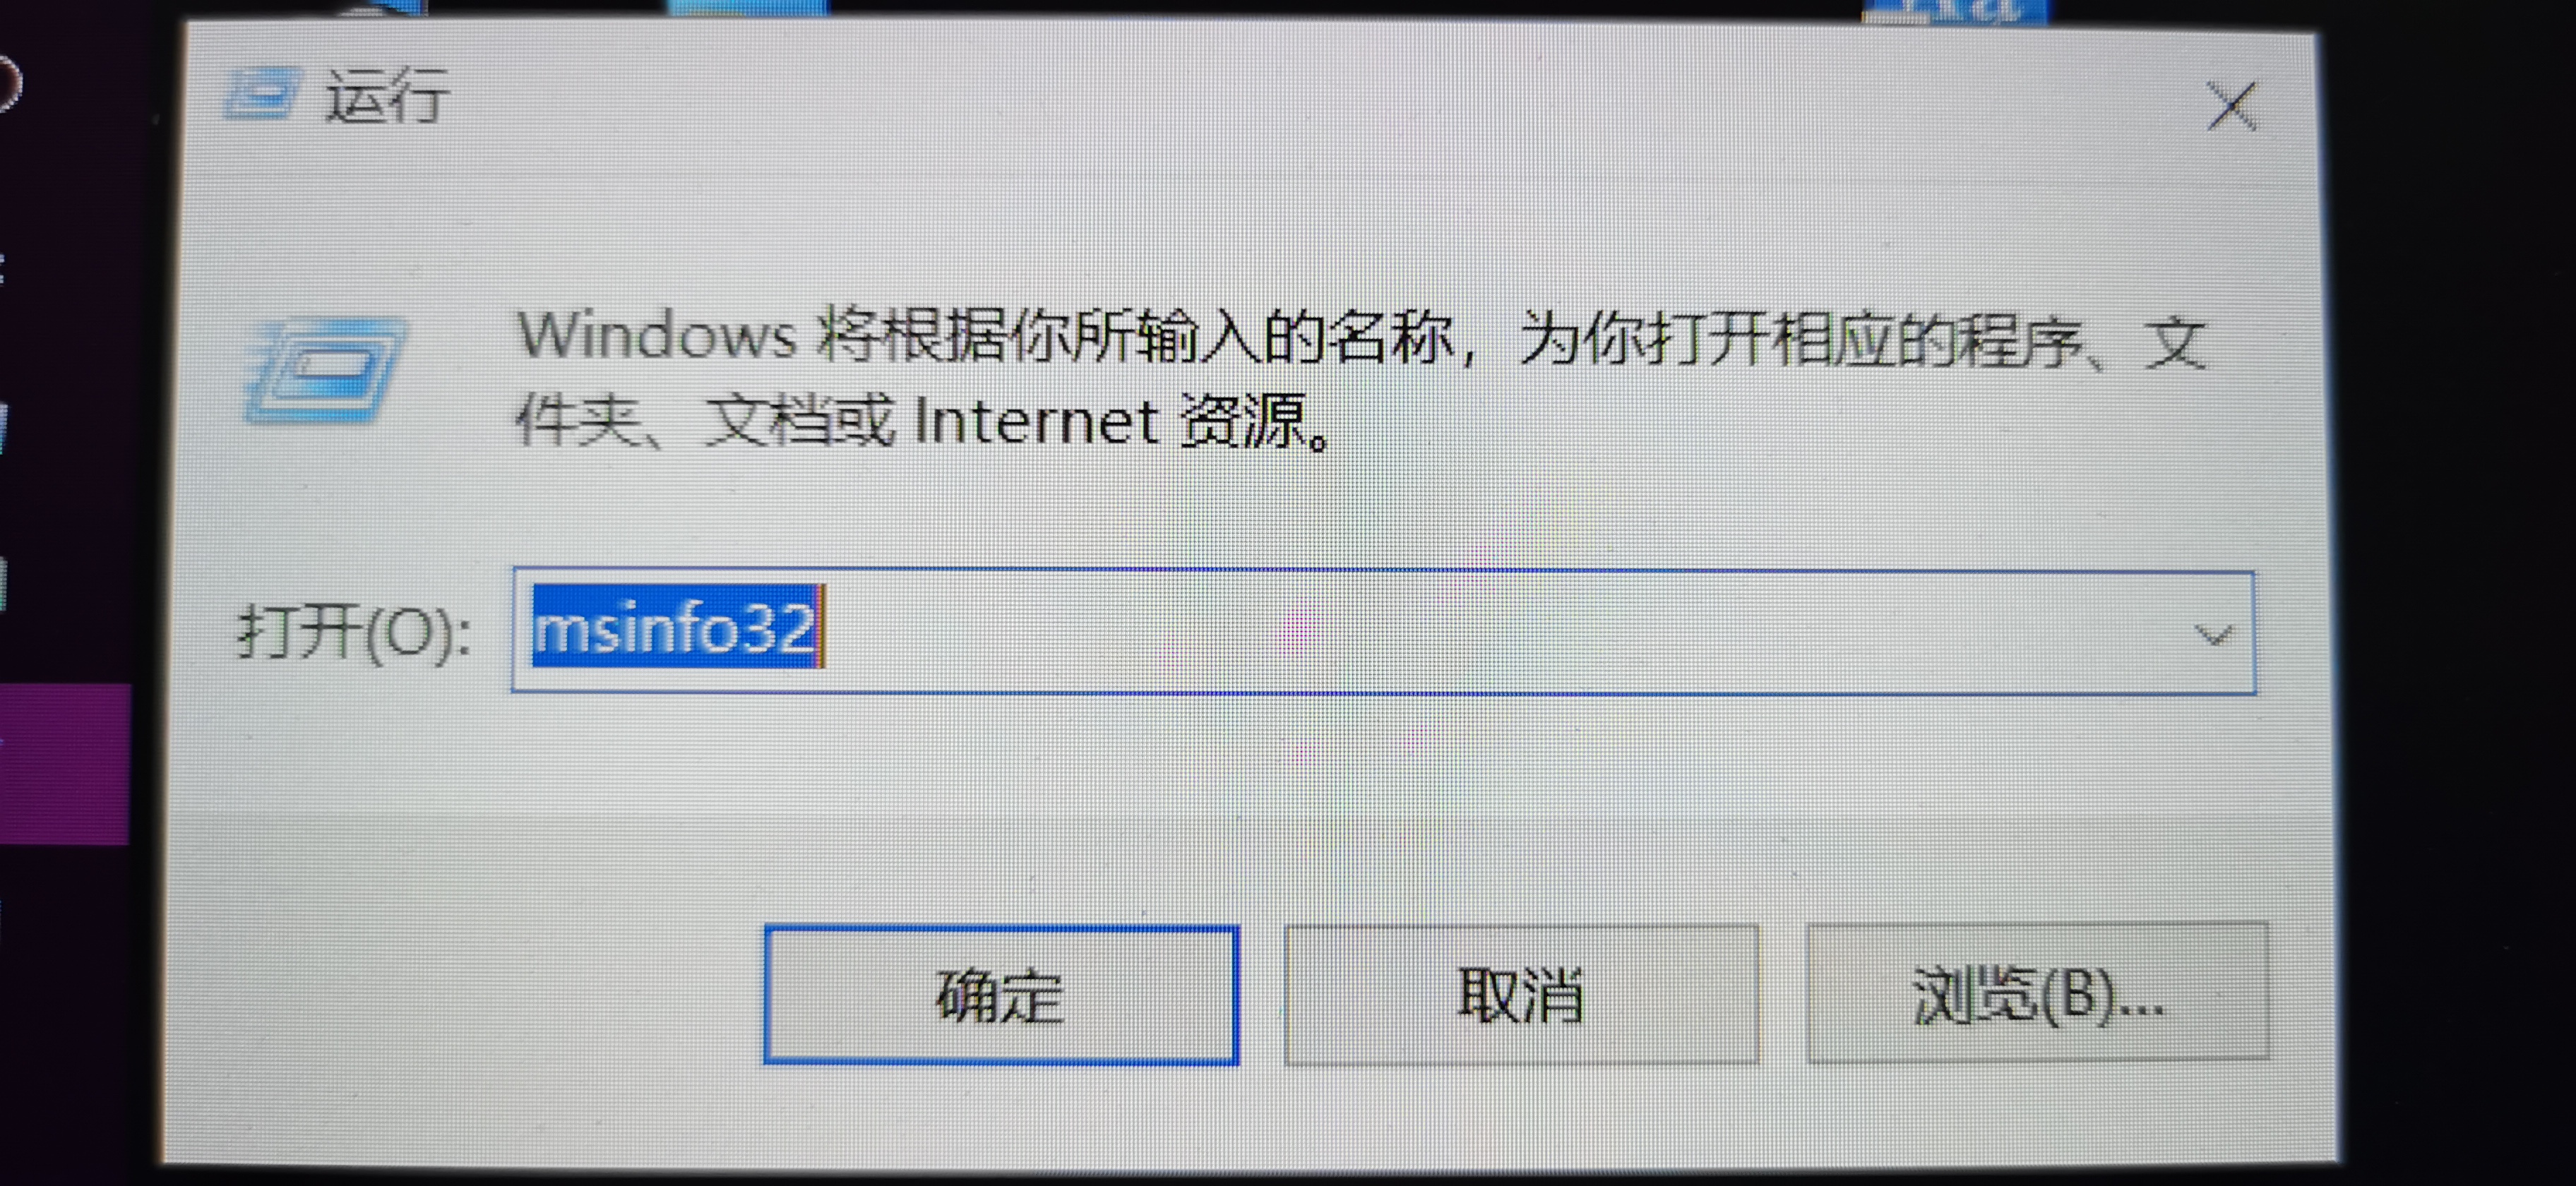 运行
Windows 将根据你所输入的名称，为你打开相应的程序、文
件夹、文档或 Internet 资源。
打开(O):
msinfo32
确定
取消
浏览(B)...